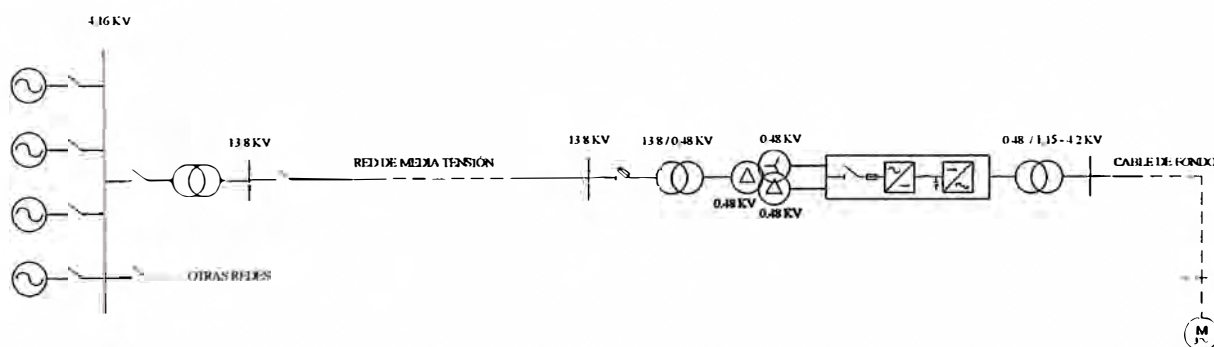 4.16 KV
13.8 KV
RED DE MEDIA TENSIÓN
13.8 KV
13.8 / 0.48 KV
0.48 KV
0.48 KV
0.48 KV
0.48 / 1.15 - 4.2 KV
CABLE DE FONDO
OTRAS REDES
M
3~